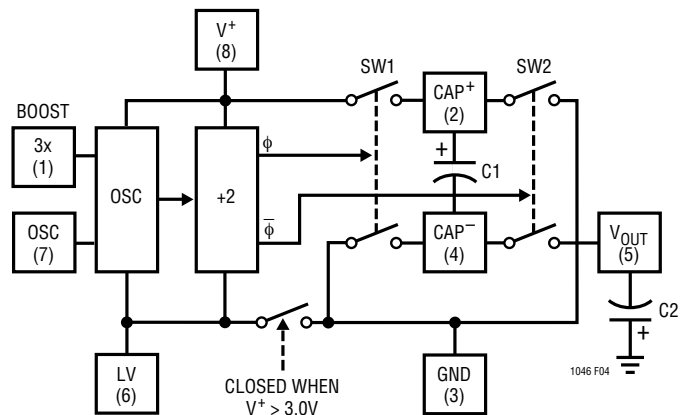 V+
(8)
SW1
SW2
CAP+
(2)
BOOST
3x
(1)
OSC
+2
ϕ
+
C1
ϕ̅
OSC
(7)
CAP−
(4)
VOUT
(5)
C2
+
LV
(6)
CLOSED WHEN
V+ > 3.0V
GND
(3)
1046 F04